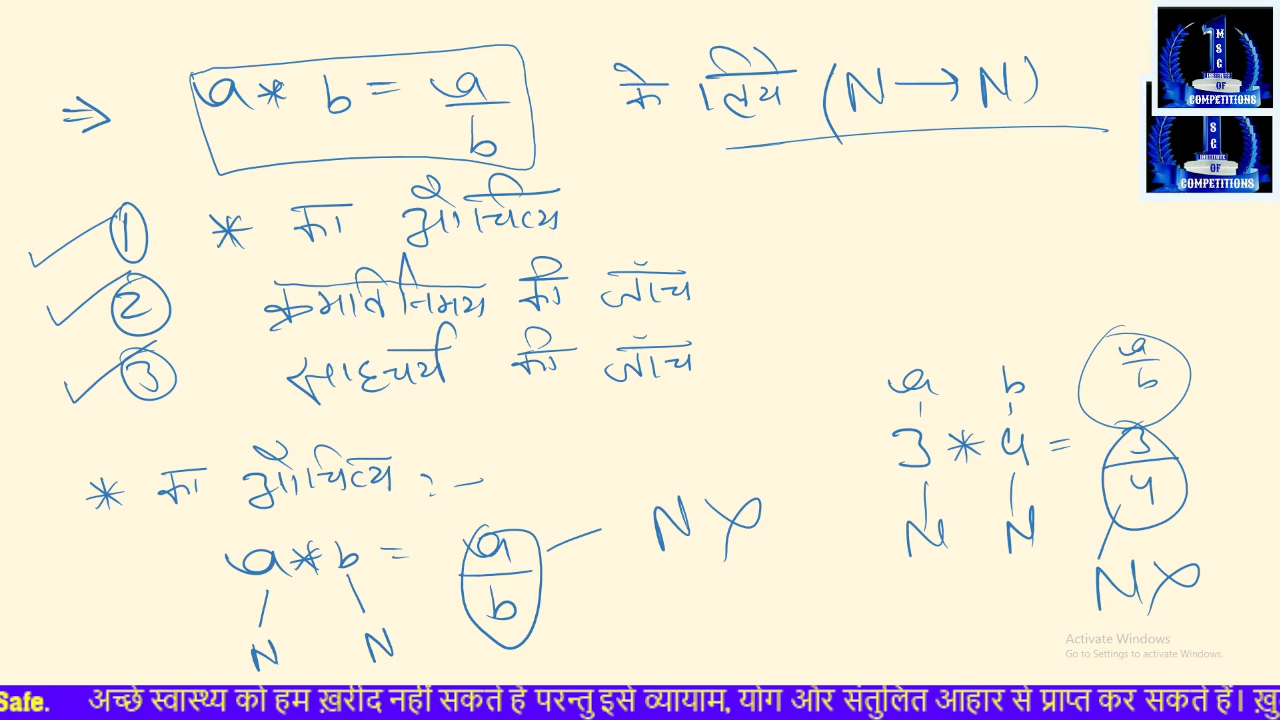 ⇒ a * b = a/b के लिये (N → N)
① * का औचित्य
② क्रमविनिमय की जाँच
③ साहचर्य की जाँच
* का औचित्य :-
a * b = a/b — N ×
N N
a b a/b
3 * 4 = 3/4
N N N ×
MSC
INSTITUTE
OF
COMPETITIONS
SC
INSTITUTE
OF
COMPETITIONS
Activate Windows
Go to Settings to activate Windows.
Safe. अच्छे स्वास्थ्य को हम ख़रीद नहीं सकते हैं परन्तु इसे व्यायाम, योग और संतुलित आहार से प्राप्त कर सकते हैं। ख़ु